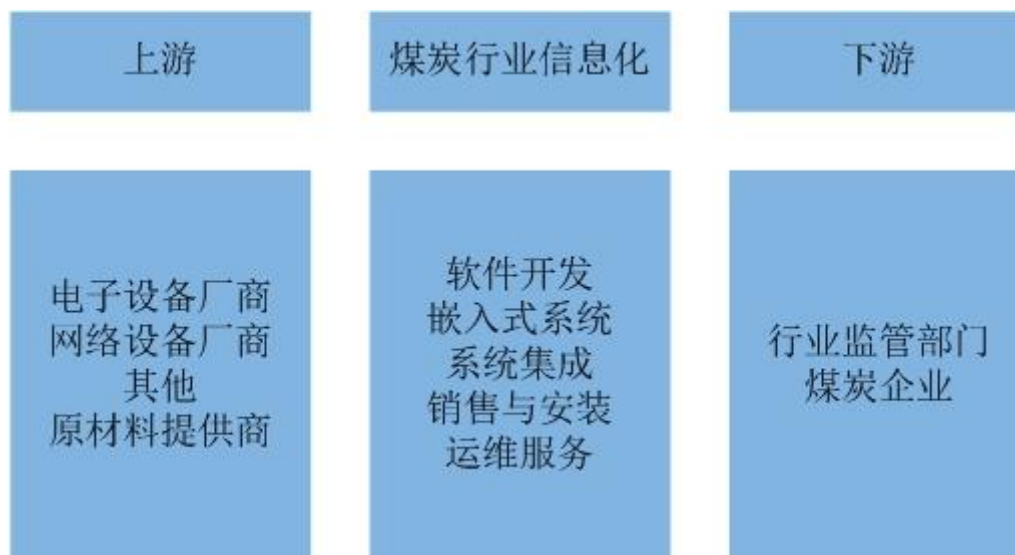 上游
煤炭行业信息化
下游
电子设备厂商
网络设备厂商
其他
原材料提供商
软件开发
嵌入式系统
系统集成
销售与安装
运维服务
行业监管部门
煤炭企业